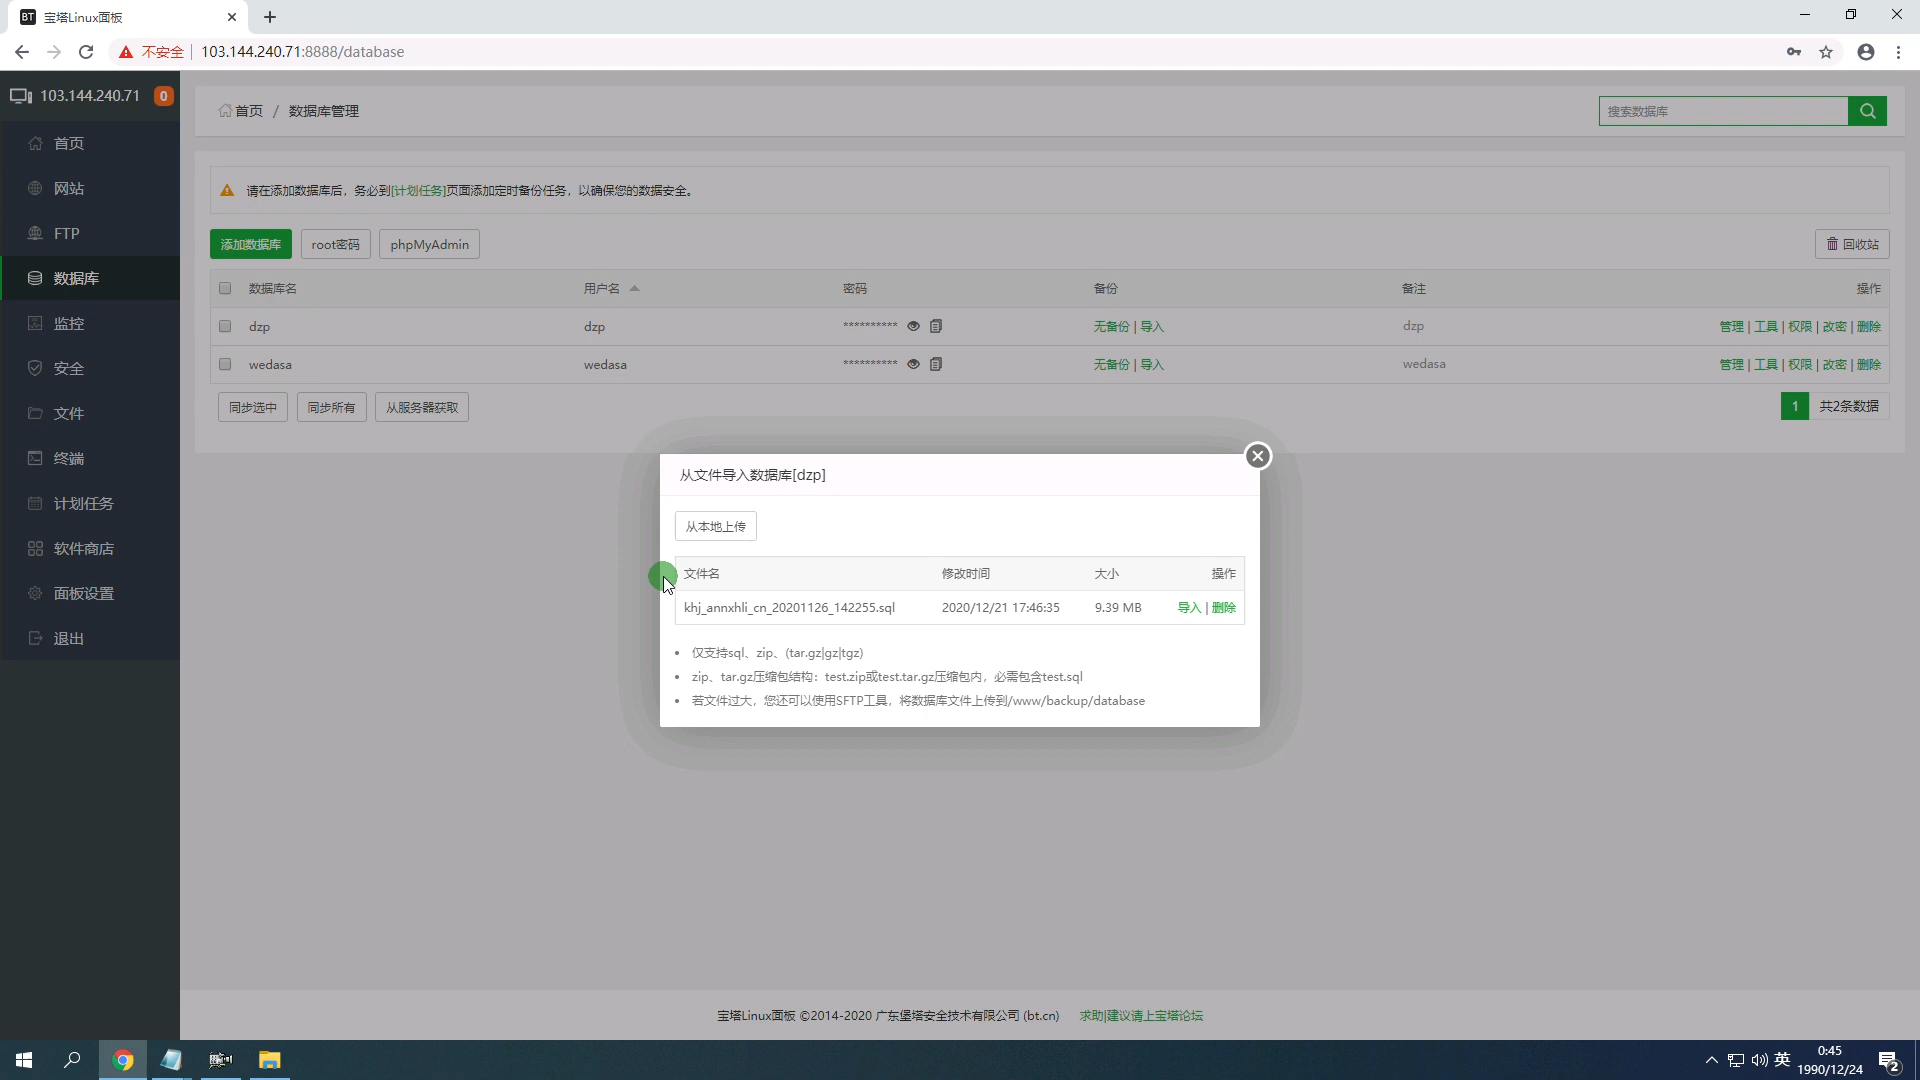 BT 宝塔Linux面板
不安全 103.144.240.71:8888/database
103.144.240.71 0
首页
网站
FTP
数据库
监控
安全
文件
终端
计划任务
软件商店
面板设置
退出
首页 / 数据库管理
搜索数据库
请在添加数据库后，务必到[计划任务]页面添加定时备份任务，以确保您的数据安全。
添加数据库 root密码 phpMyAdmin 回收站
数据库名 用户名 密码 备份 备注 操作
dzp dzp ********** 无备份 | 导入 dzp 管理 | 工具 | 权限 | 改密 | 删除
wedasa wedasa ********** 无备份 | 导入 wedasa 管理 | 工具 | 权限 | 改密 | 删除
同步选中 同步所有 从服务器获取 1 共2条数据
从文件导入数据库[dzp]
从本地上传
文件名 修改时间 大小 操作
khj_annxhli_cn_20201126_142255.sql 2020/12/21 17:46:35 9.39 MB 导入 | 删除
仅支持sql、zip、(tar.gz|gz|tgz)
zip、tar.gz压缩包结构：test.zip或test.tar.gz压缩包内，必需包含test.sql
若文件过大，您还可以使用SFTP工具，将数据库文件上传到/www/backup/database
宝塔Linux面板 ©2014-2020 广东堡塔安全技术有限公司 (bt.cn) 求助|建议请上宝塔论坛
英 0:45
1990/12/24 2